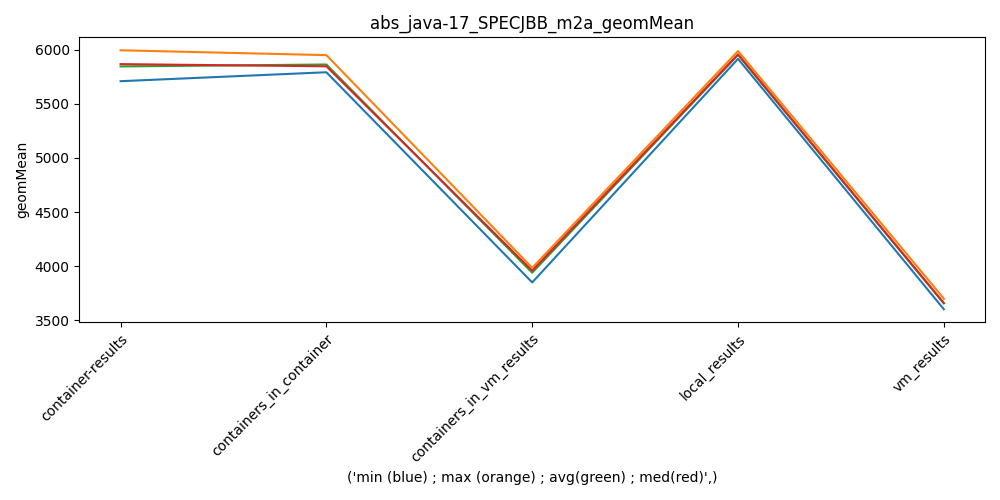 abs_java-17_SPECJBB_m2a_geomMean
geomMean
6000
5500
5000
4500
4000
3500
container-results
containers_in_container
containers_in_vm_results
local_results
vm_results
('min (blue) ; max (orange) ; avg(green) ; med(red)',)